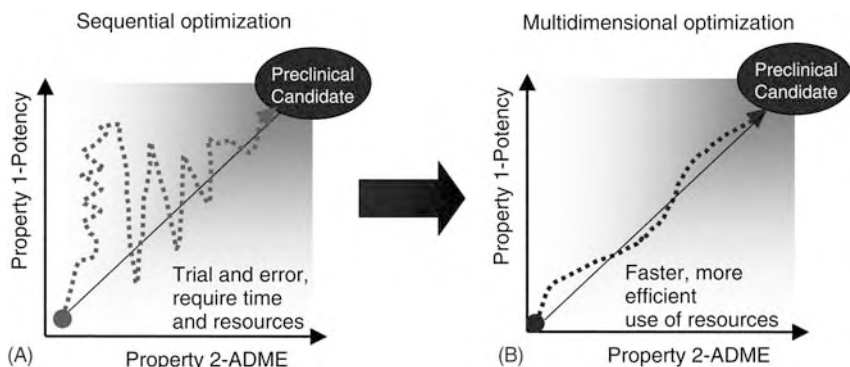 Sequential optimization
Preclinical
Candidate
Property 1-Potency
Trial and error,
require time
and resources
(A)
Property 2-ADME
Multidimensional optimization
Preclinical
Candidate
Property 1-Potency
Faster, more
efficient
use of resources
(B)
Property 2-ADME